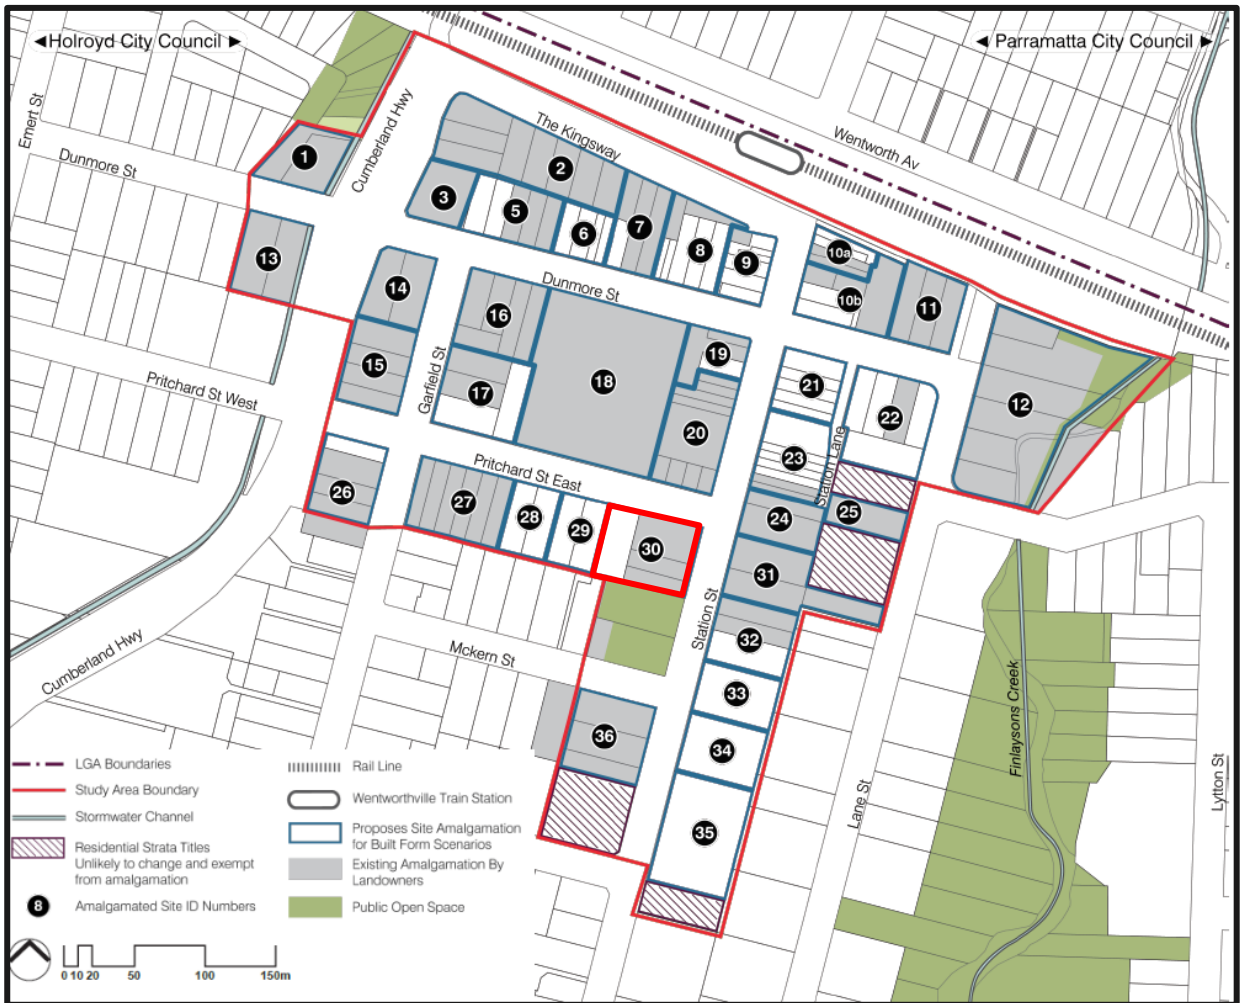 ◄Holroyd City Council ►
◄ Parramatta City Council ►
Emert St
Dunmore St
Cumberland Hwy
The Kingsway
Wentworth Av
1
2
3
5
6
7
8
9
10a
10b
11
12
13
14
15
16
17
18
19
20
21
22
23
24
25
26
27
28
29
30
31
32
33
34
35
36
Dunmore St
Garfield St
Pritchard St West
Pritchard St East
Station Lane
Station St
Mckern St
Cumberland Hwy
Lane St
Finlaysons Creek
Lytton St
LGA Boundaries
Study Area Boundary
Stormwater Channel
Residential Strata Titles
Unlikely to change and exempt
from amalgamation
8
Amalgamated Site ID Numbers
Rail Line
Wentworthville Train Station
Proposes Site Amalgamation
for Built Form Scenarios
Existing Amalgamation By
Landowners
Public Open Space
0 10 20 50 100 150m